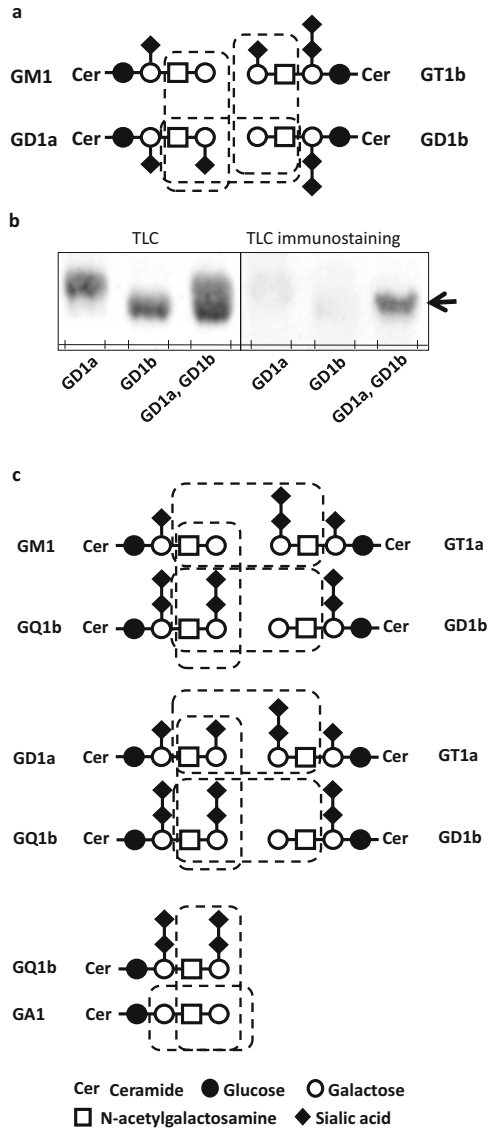 a
GM1 Cer Cer GT1b
GD1a Cer Cer GD1b
b
TLC TLC immunostaining
GD1a GD1b GD1a, GD1b GD1a GD1b GD1a, GD1b
c
GM1 Cer Cer GT1a
GQ1b Cer Cer GD1b
GD1a Cer Cer GT1a
GQ1b Cer Cer GD1b
GQ1b Cer
GA1 Cer
Cer Ceramide Glucose Galactose
N-acetylgalactosamine Sialic acid